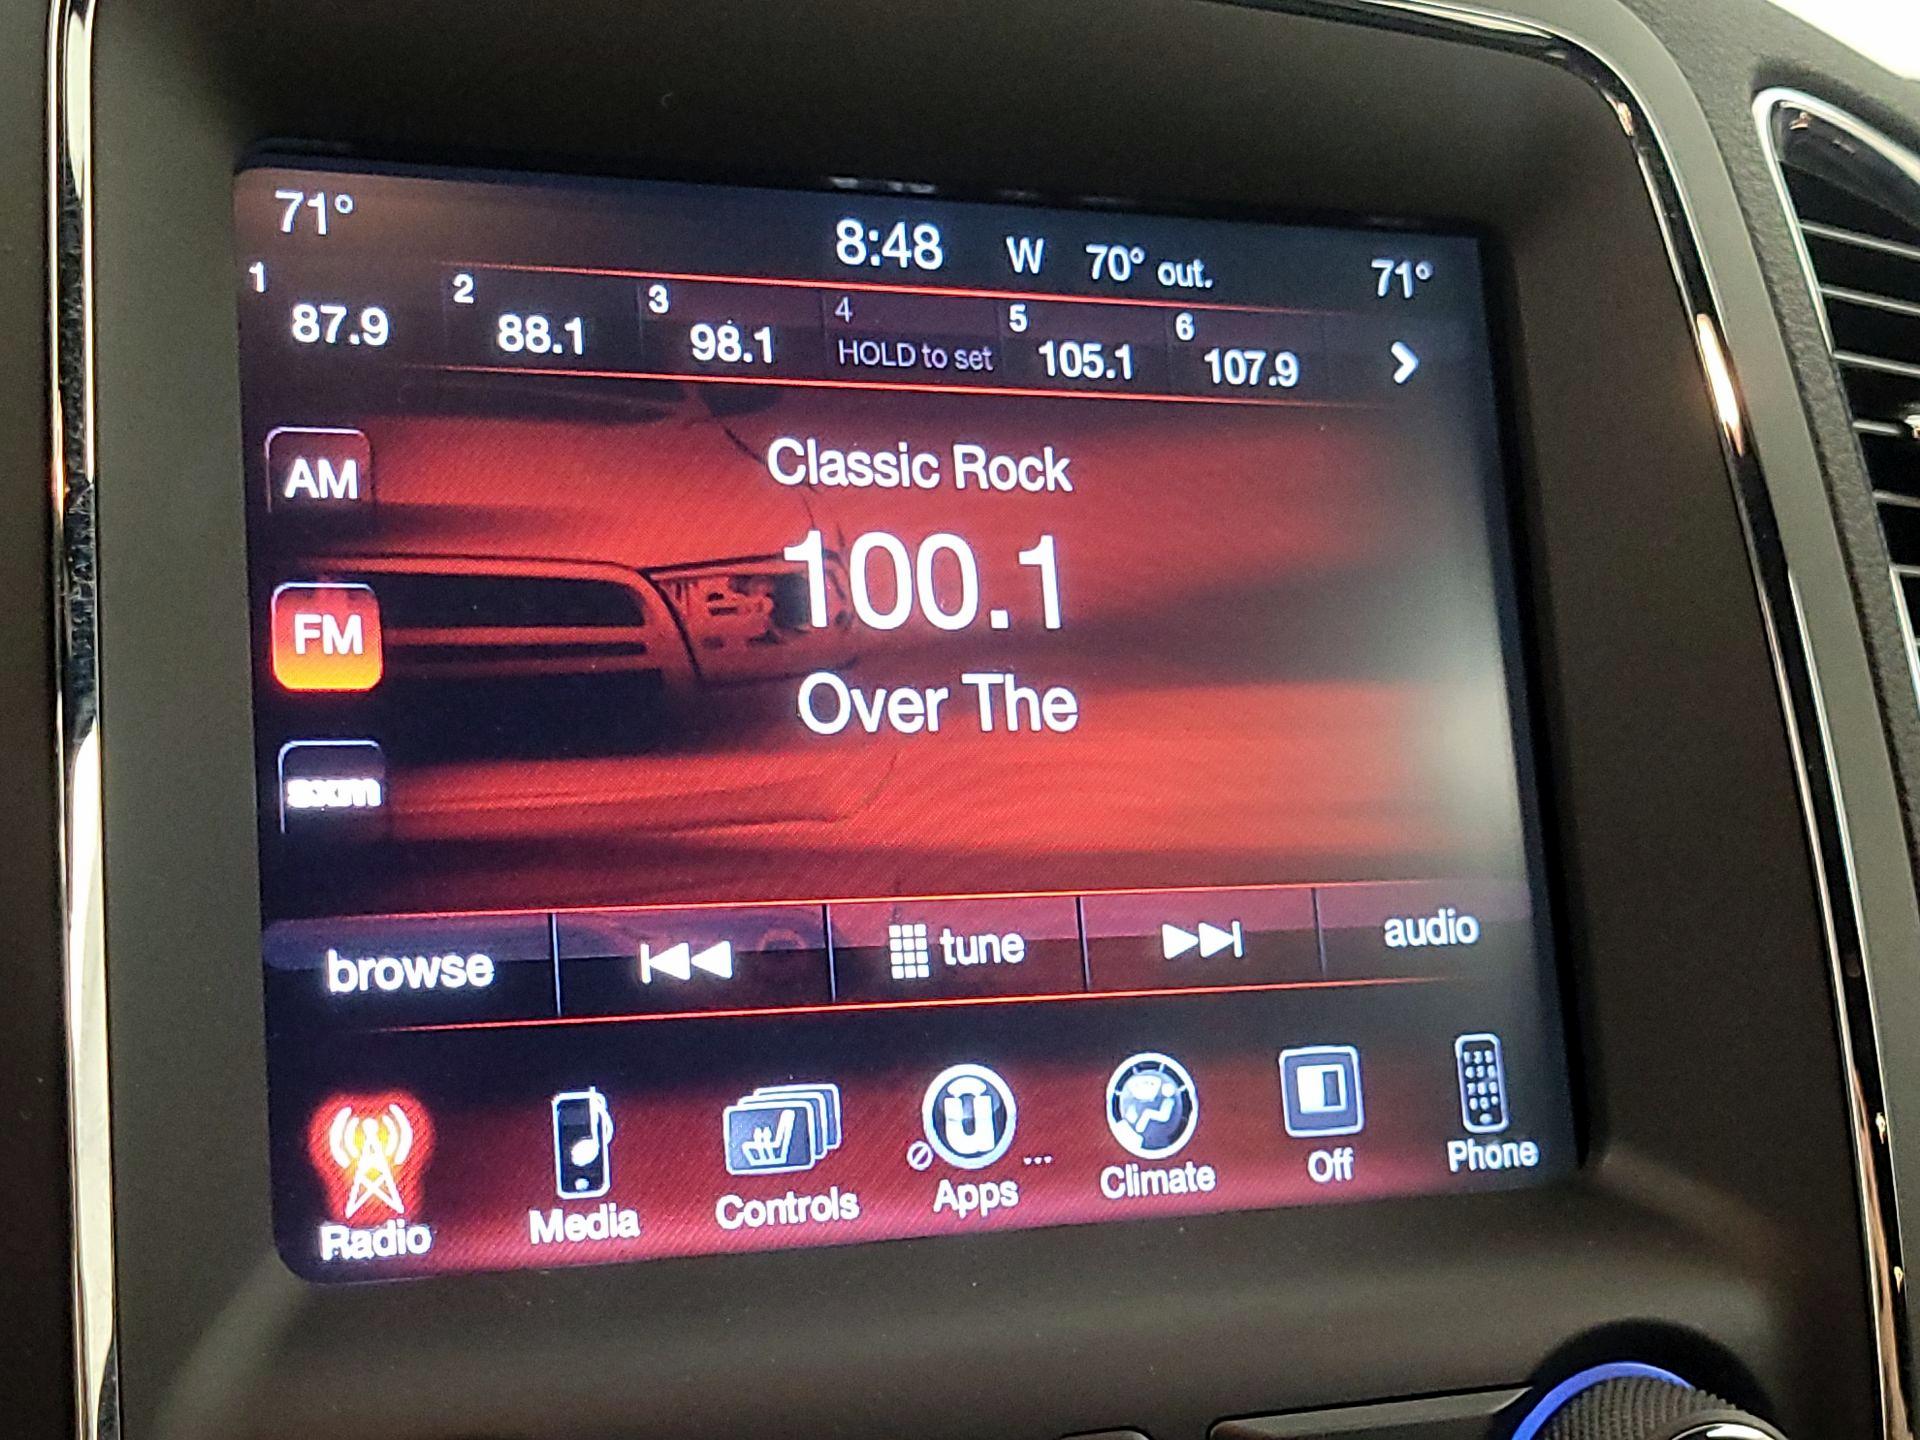 71° 8:48 W 70° out. 71°
1 2 3 4 5 6
87.9 88.1 98.1 HOLD to set 105.1 107.9
AM
Classic Rock
100.1
FM
Over The
sxm
browse tune audio
Radio Media Controls Apps ... Climate Off Phone